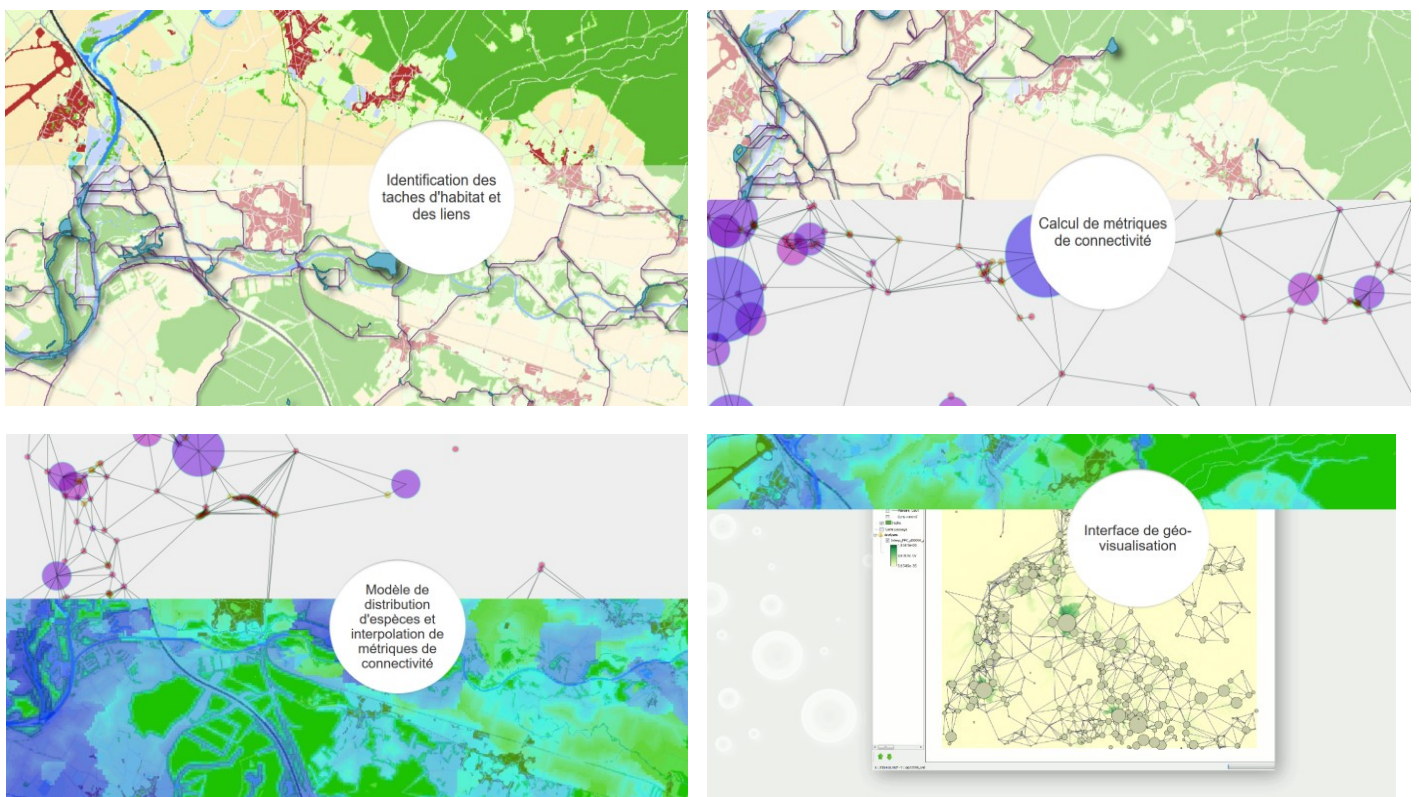 Identification des
taches d'habitat et
des liens
Calcul de métriques
de connectivité
Modèle de
distribution
d'espèces et
interpolation de
métriques de
connectivité
Interface de géo-
visualisation